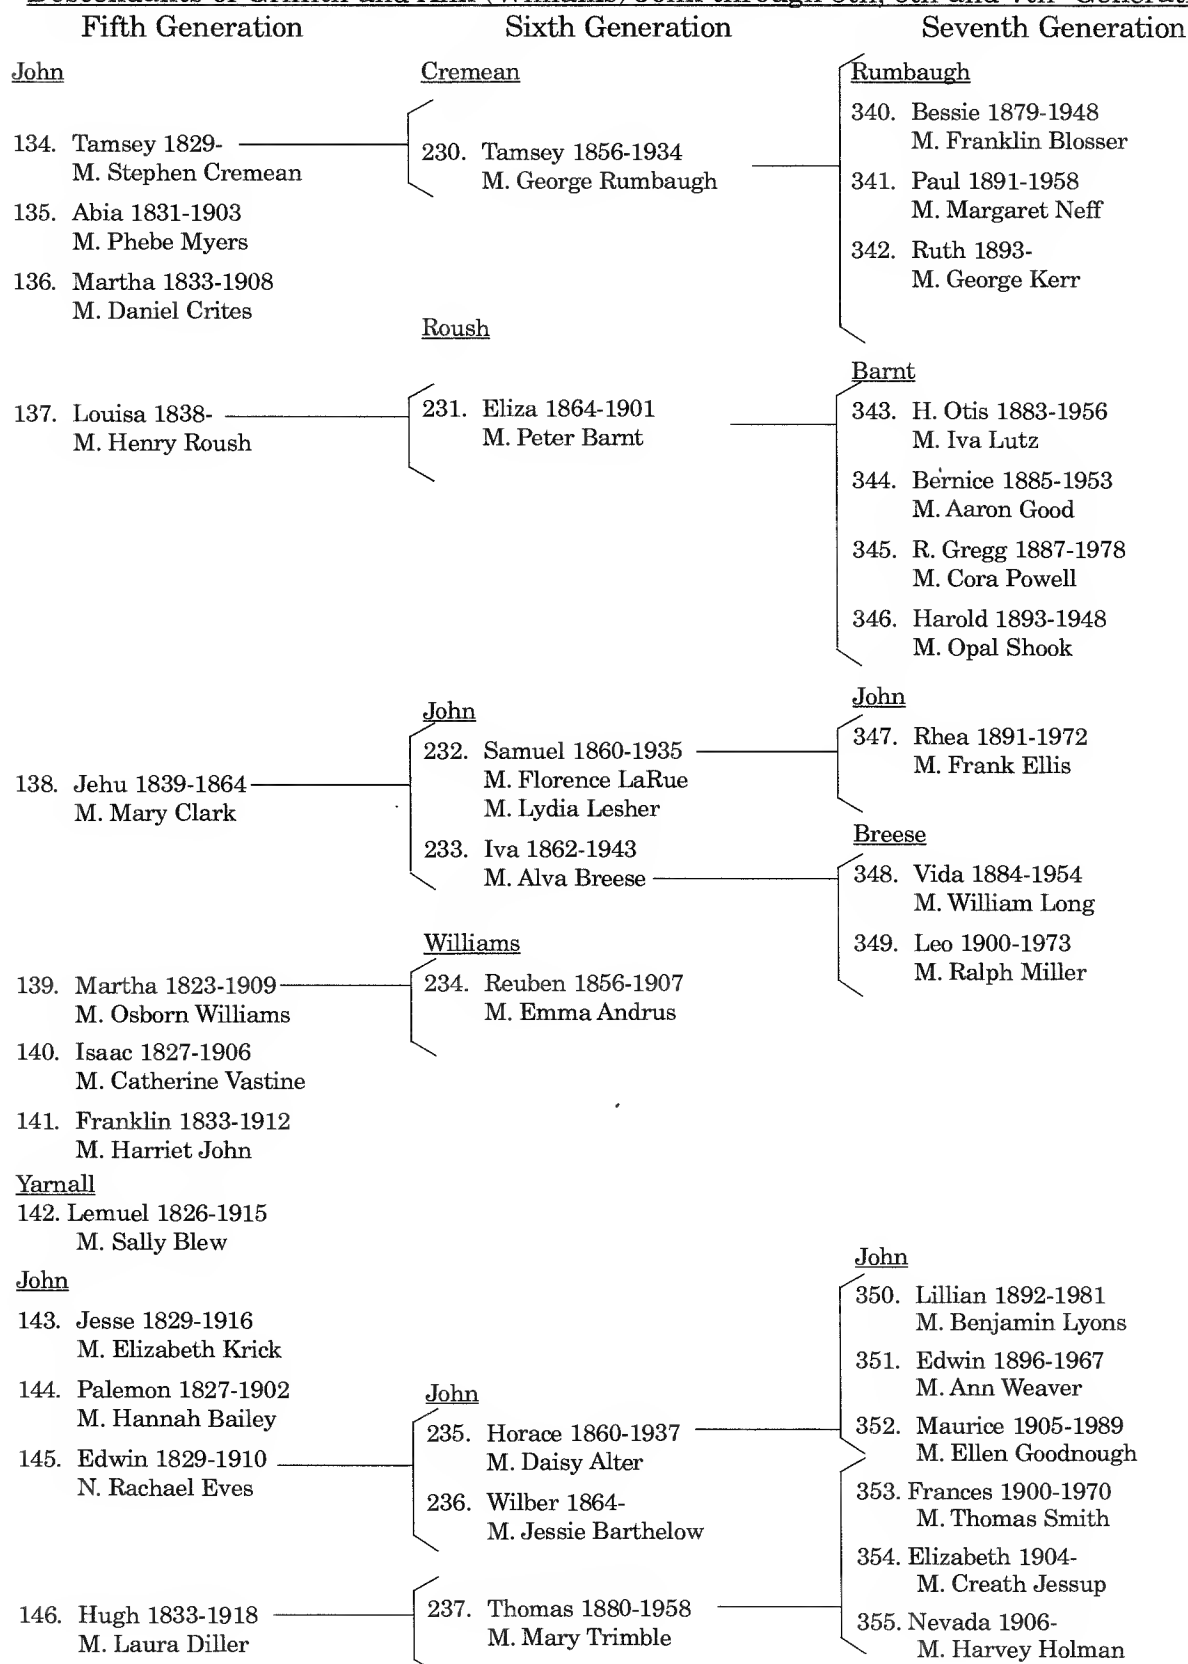 Fifth Generation
John
134. Tamsey 1829-
M. Stephen Cremean
135. Abia 1831-1903
M. Phebe Myers
136. Martha 1833-1908
M. Daniel Crites
137. Louisa 1838-
M. Henry Roush
138. Jehu 1839-1864
M. Mary Clark
139. Martha 1823-1909
M. Osborn Williams
140. Isaac 1827-1906
M. Catherine Vastine
141. Franklin 1833-1912
M. Harriet John
Yarnall
142. Lemuel 1826-1915
M. Sally Blew
John
143. Jesse 1829-1916
M. Elizabeth Krick
144. Palemon 1827-1902
M. Hannah Bailey
145. Edwin 1829-1910
N. Rachael Eves
146. Hugh 1833-1918
M. Laura Diller
Sixth Generation
Cremean
230. Tamsey 1856-1934
M. George Rumbaugh
Roush
231. Eliza 1864-1901
M. Peter Barnt
John
232. Samuel 1860-1935
M. Florence LaRue
M. Lydia Lesher
233. Iva 1862-1943
M. Alva Breese
Williams
234. Reuben 1856-1907
M. Emma Andrus
John
235. Horace 1860-1937
M. Daisy Alter
236. Wilber 1864-
M. Jessie Barthelow
237. Thomas 1880-1958
M. Mary Trimble
Seventh Generation
Rumbaugh
340. Bessie 1879-1948
M. Franklin Blosser
341. Paul 1891-1958
M. Margaret Neff
342. Ruth 1893-
M. George Kerr
Barnt
343. H. Otis 1883-1956
M. Iva Lutz
344. Bernice 1885-1953
M. Aaron Good
345. R. Gregg 1887-1978
M. Cora Powell
346. Harold 1893-1948
M. Opal Shook
John
347. Rhea 1891-1972
M. Frank Ellis
Breese
348. Vida 1884-1954
M. William Long
349. Leo 1900-1973
M. Ralph Miller
John
350. Lillian 1892-1981
M. Benjamin Lyons
351. Edwin 1896-1967
M. Ann Weaver
352. Maurice 1905-1989
M. Ellen Goodnough
353. Frances 1900-1970
M. Thomas Smith
354. Elizabeth 1904-
M. Creath Jessup
355. Nevada 1906-
M. Harvey Holman